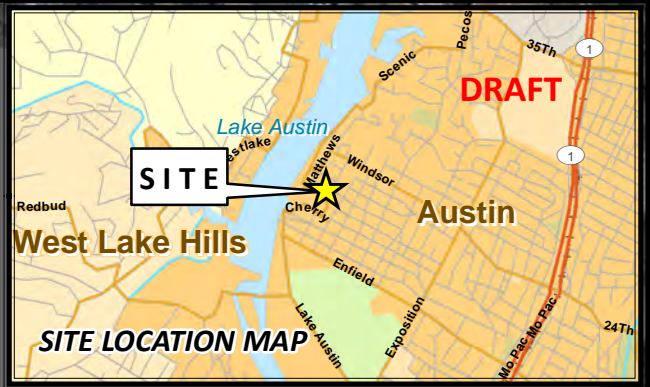 Pecos
35Th
1
Scenic
DRAFT
Lake Austin
estlake
Matthews
Windsor
1
SITE
Redbud
Cherry
Austin
West Lake Hills
Enfield
Lake Austin
Exposition
Mo Pac
Mo Pac
24Th
SITE LOCATION MAP